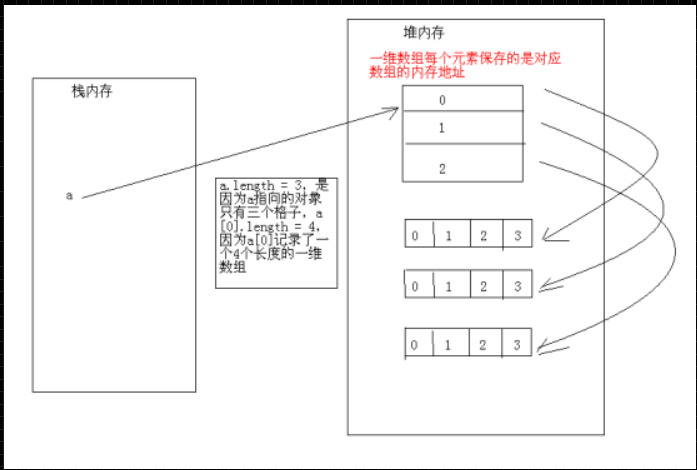 堆内存
一维数组每个元素保存的是对应
数组的内存地址
栈内存
0
1
2
a
a.length = 3, 是
因为a指向的对象
只有三个格子, a
[0].length = 4,
因为a[0]记录了一
个4个长度的一维
数组
0 1 2 3
0 1 2 3
0 1 2 3